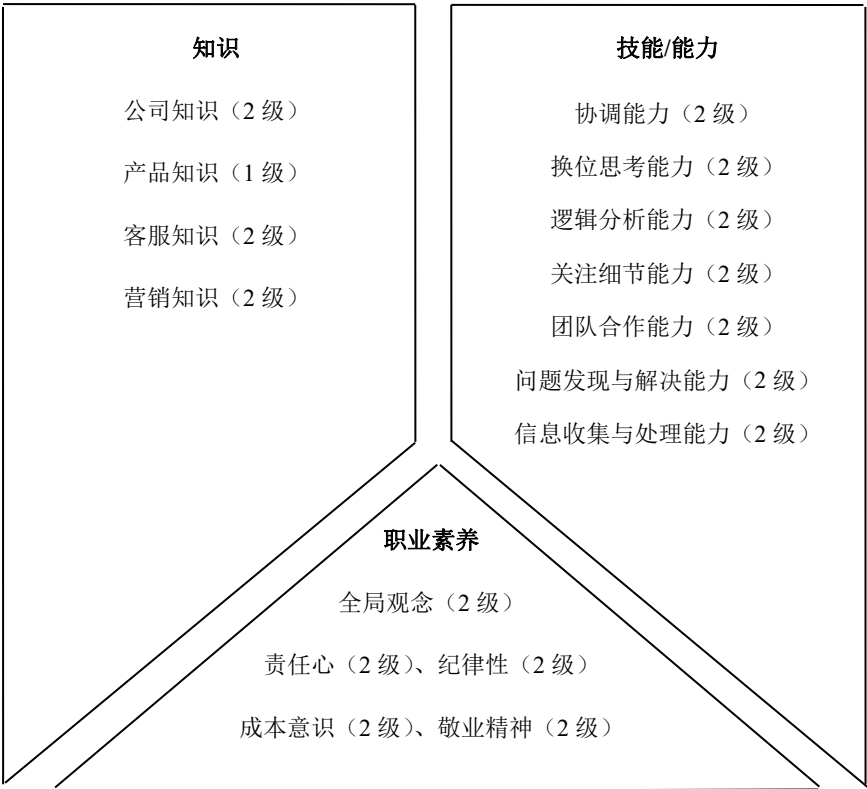 知识
公司知识（2 级）
产品知识（1 级）
客服知识（2 级）
营销知识（2 级）
技能/能力
协调能力（2 级）
换位思考能力（2 级）
逻辑分析能力（2 级）
关注细节能力（2 级）
团队合作能力（2 级）
问题发现与解决能力（2 级）
信息收集与处理能力（2 级）
职业素养
全局观念（2 级）
责任心（2 级）、纪律性（2 级）
成本意识（2 级）、敬业精神（2 级）